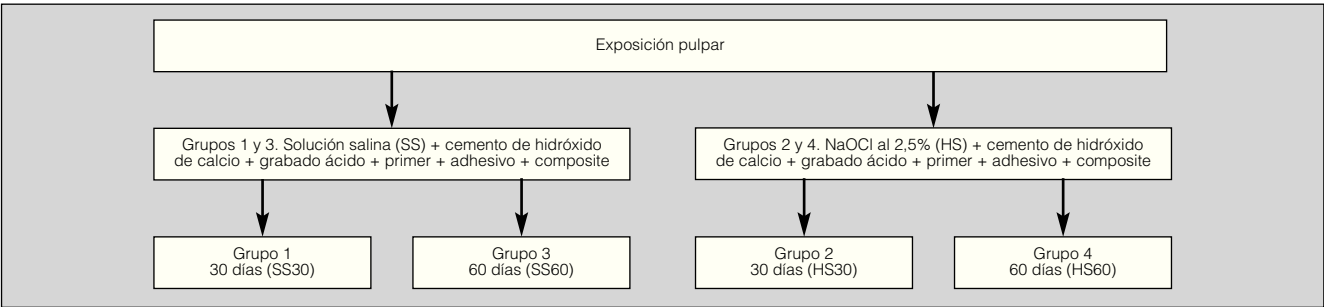 Exposición pulpar
Grupos 1 y 3. Solución salina (SS) + cemento de hidróxido
de calcio + grabado ácido + primer + adhesivo + composite
Grupos 2 y 4. NaOCl al 2,5% (HS) + cemento de hidróxido
de calcio + grabado ácido + primer + adhesivo + composite
Grupo 1
30 días (SS30)
Grupo 3
60 días (SS60)
Grupo 2
30 días (HS30)
Grupo 4
60 días (HS60)